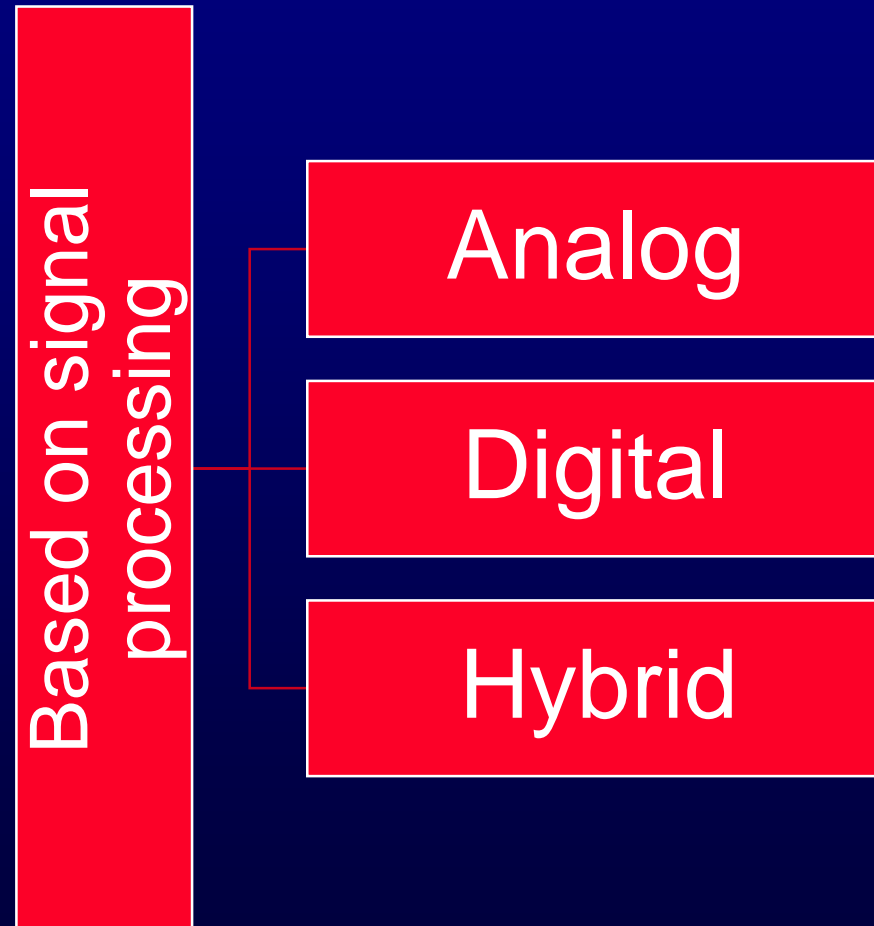 Based on signal
processing
Analog
Digital
Hybrid